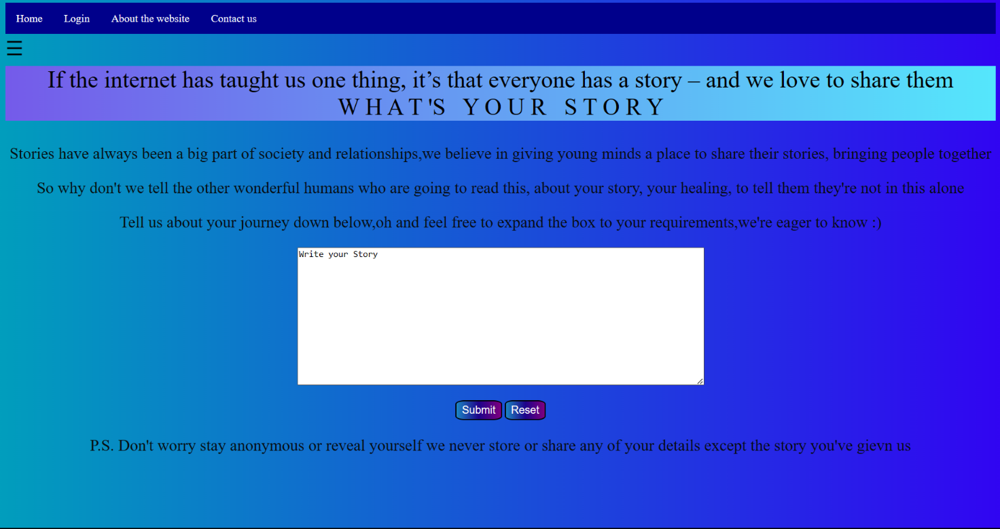 Home Login About the website Contact us
☰
If the internet has taught us one thing, it’s that everyone has a story – and we love to share them
W H A T 'S Y O U R S T O R Y
Stories have always been a big part of society and relationships,we believe in giving young minds a place to share their stories, bringing people together
So why don't we tell the other wonderful humans who are going to read this, about your story, your healing, to tell them they're not in this alone
Tell us about your journey down below,oh and feel free to expand the box to your requirements,we're eager to know :)
Write your Story
Submit Reset
P.S. Don't worry stay anonymous or reveal yourself we never store or share any of your details except the story you've gievn us